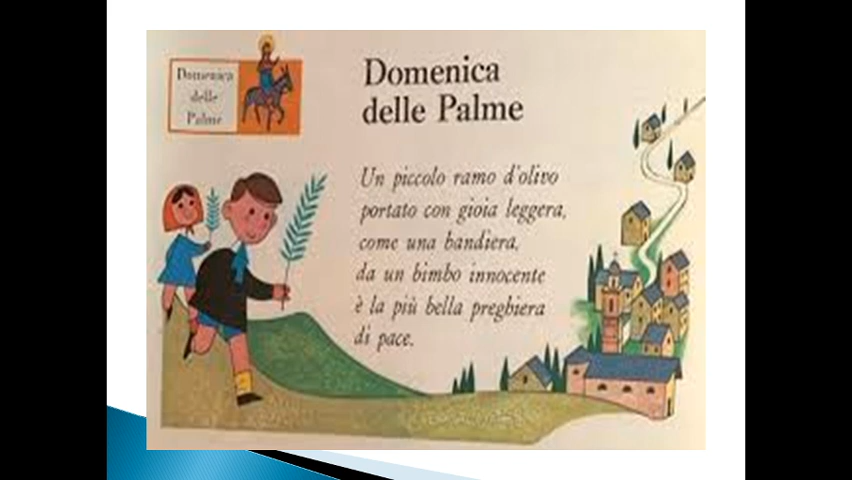 Domenica
delle
Palme
Domenica
delle Palme
Un piccolo ramo d'olivo
portato con gioia leggera,
come una bandiera,
da un bimbo innocente
è la più bella preghiera
di pace.